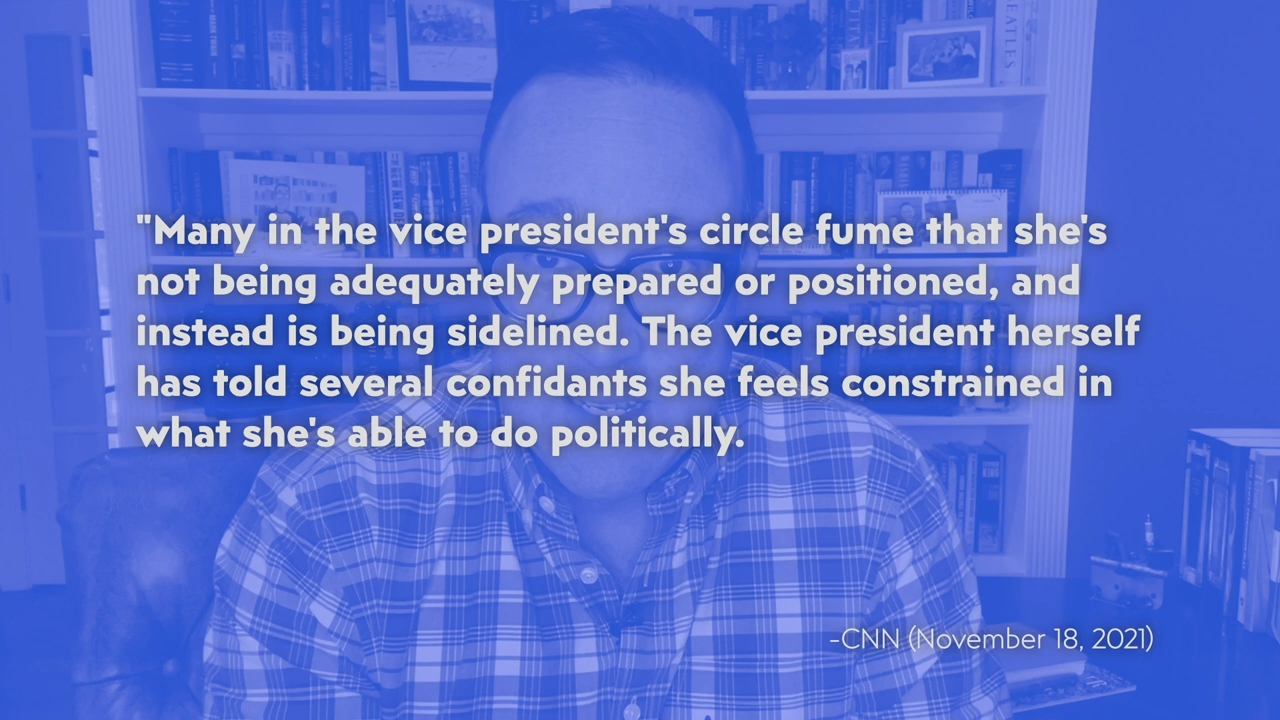 "Many in the vice president's circle fume that she's
not being adequately prepared or positioned, and
instead is being sidelined. The vice president herself
has told several confidants she feels constrained in
what she's able to do politically.
-CNN (November 18, 2021)
BEATLES